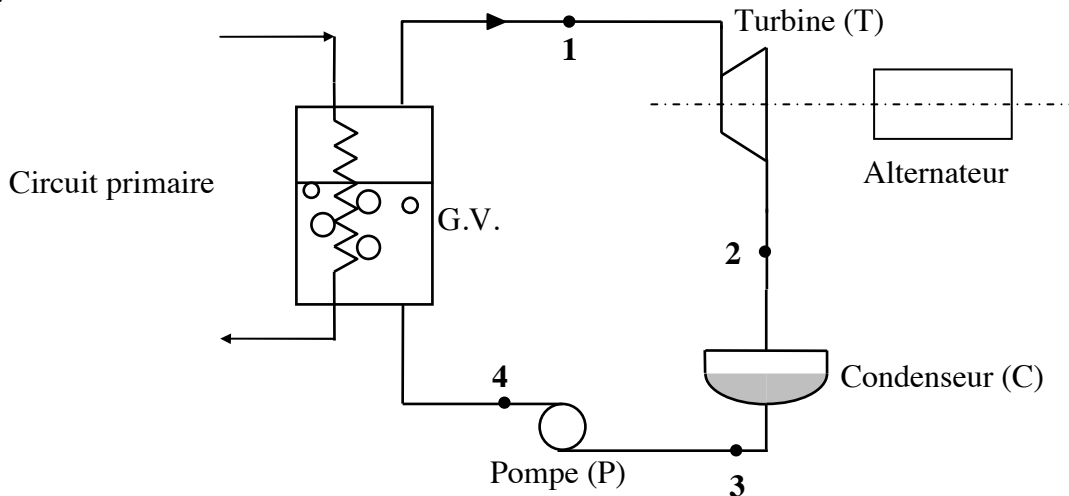 Turbine (T)
1
Circuit primaire
Alternateur
G.V.
2
4
Condenseur (C)
Pompe (P)
3